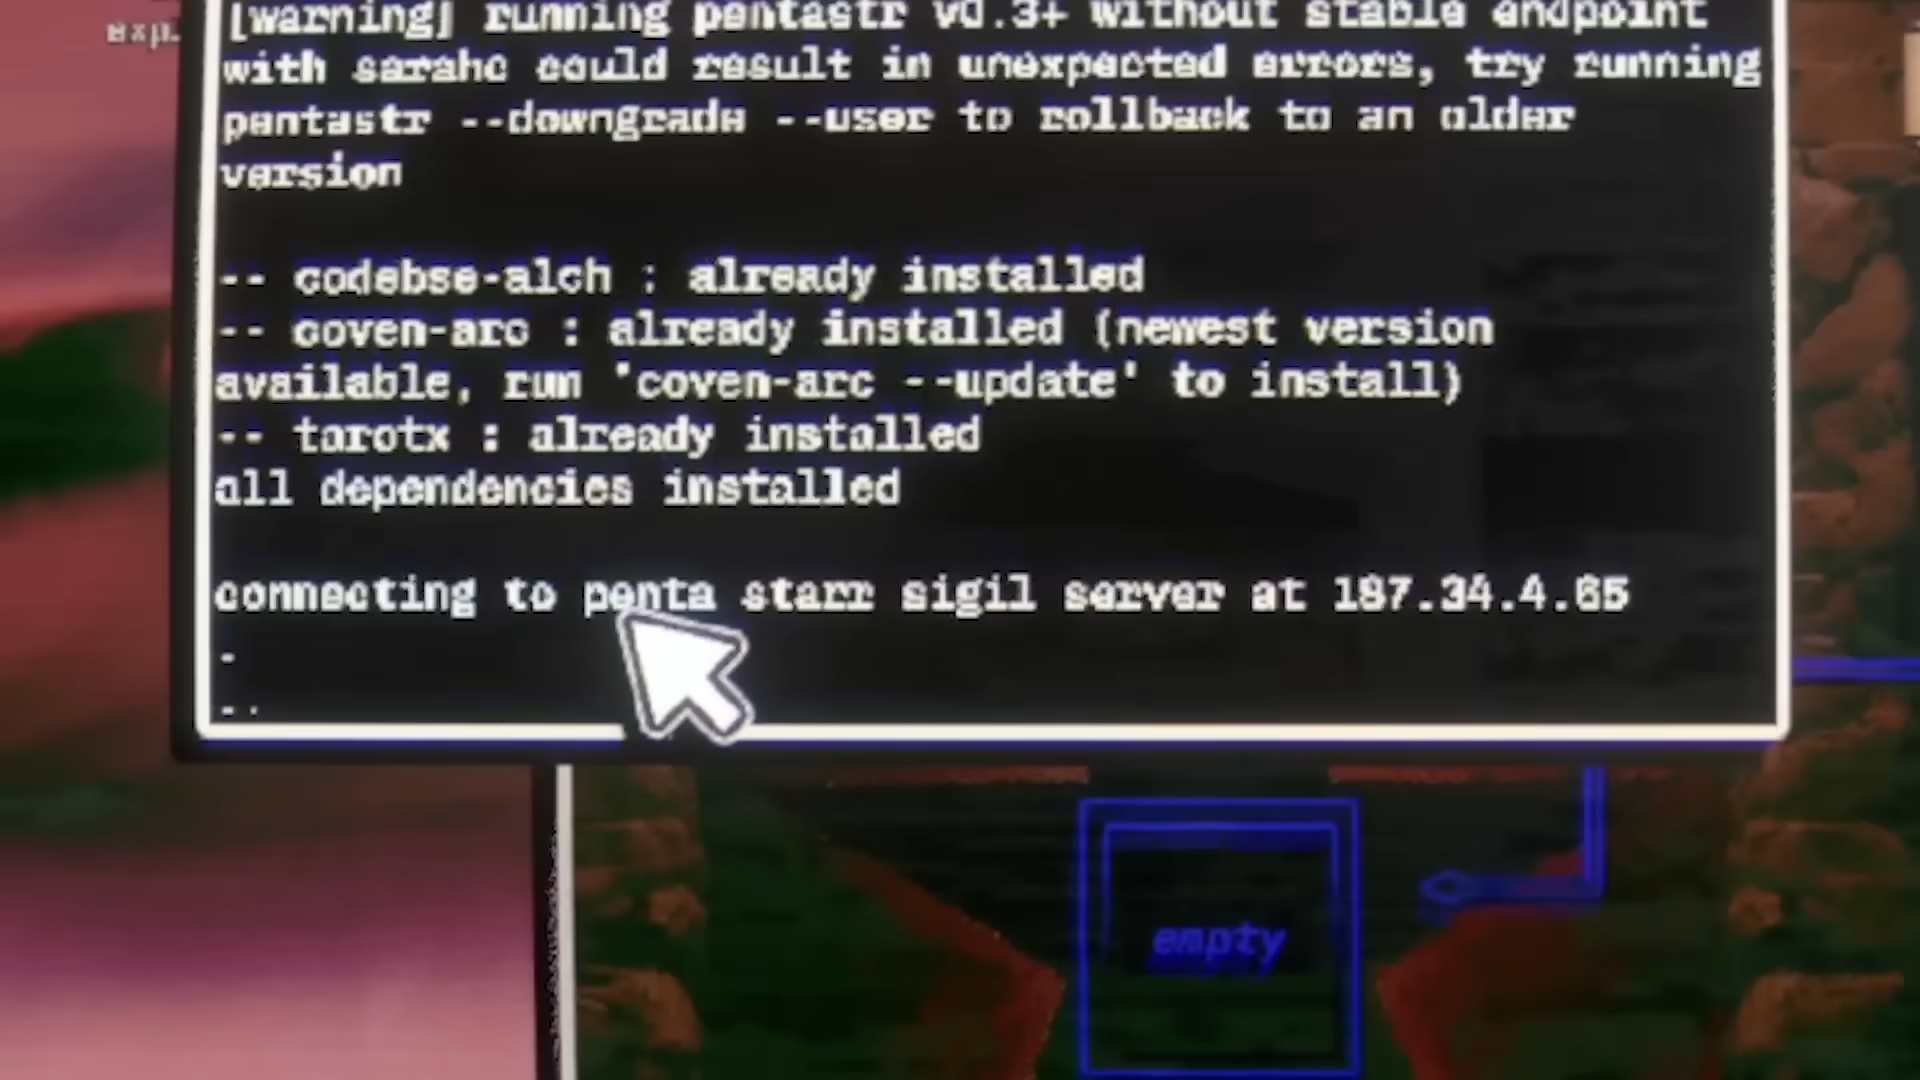 [warning] running pentastr v0.3+ without stable endpoint
with sarahc could result in unexpected errors, try running
pentastr --downgrade --user to rollback to an older
version
-- codebse-alch : already installed
-- coven-arc : already installed (newest version
available, run 'coven-arc --update' to install)
-- tarotx : already installed
all dependencies installed
connecting to penta starr sigil server at 187.34.4.65
-
-.
empty